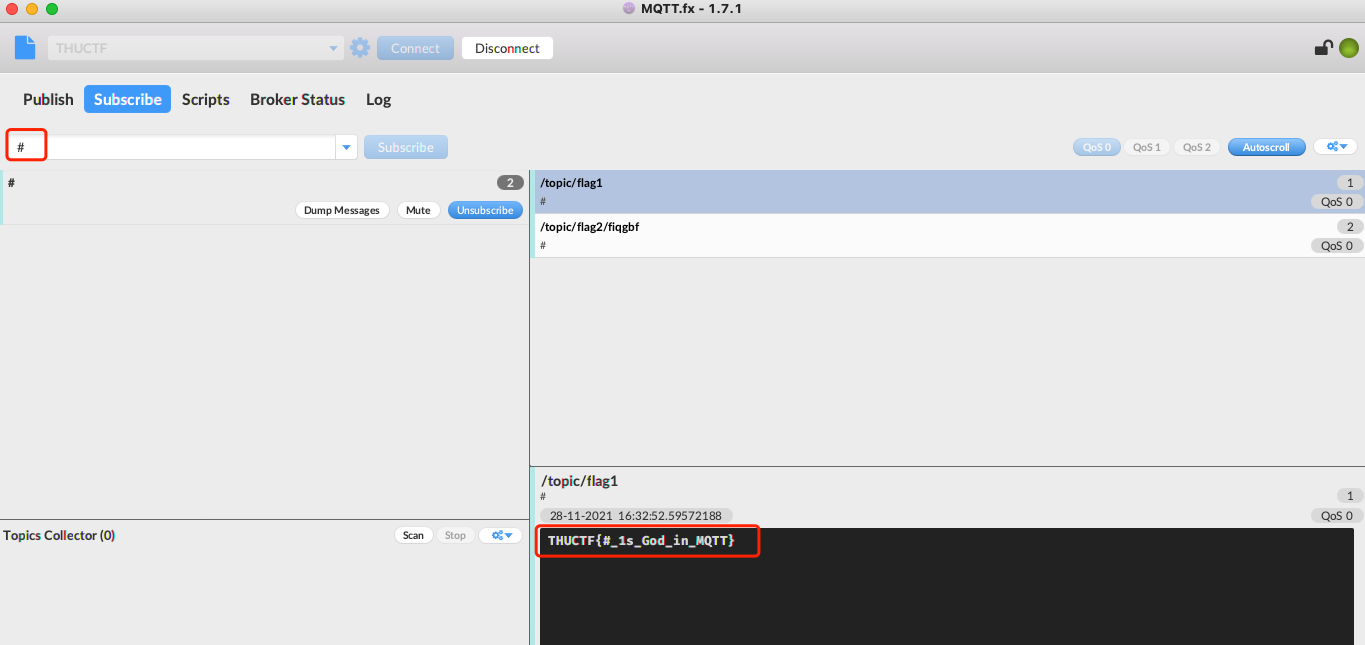 MQTT.fx - 1.7.1
THUCTF Connect Disconnect
Publish Subscribe Scripts Broker Status Log
# Subscribe QoS 0 QoS 1 QoS 2 Autoscroll
# 2
Dump Messages Mute Unsubscribe
/topic/flag1 1
# QoS 0
/topic/flag2/fiqgbf 2
# QoS 0
/topic/flag1
# 1
28-11-2021 16:32:52.59572188 QoS 0
THUCTF{#_1s_God_in_MQTT}
Topics Collector (0) Scan Stop